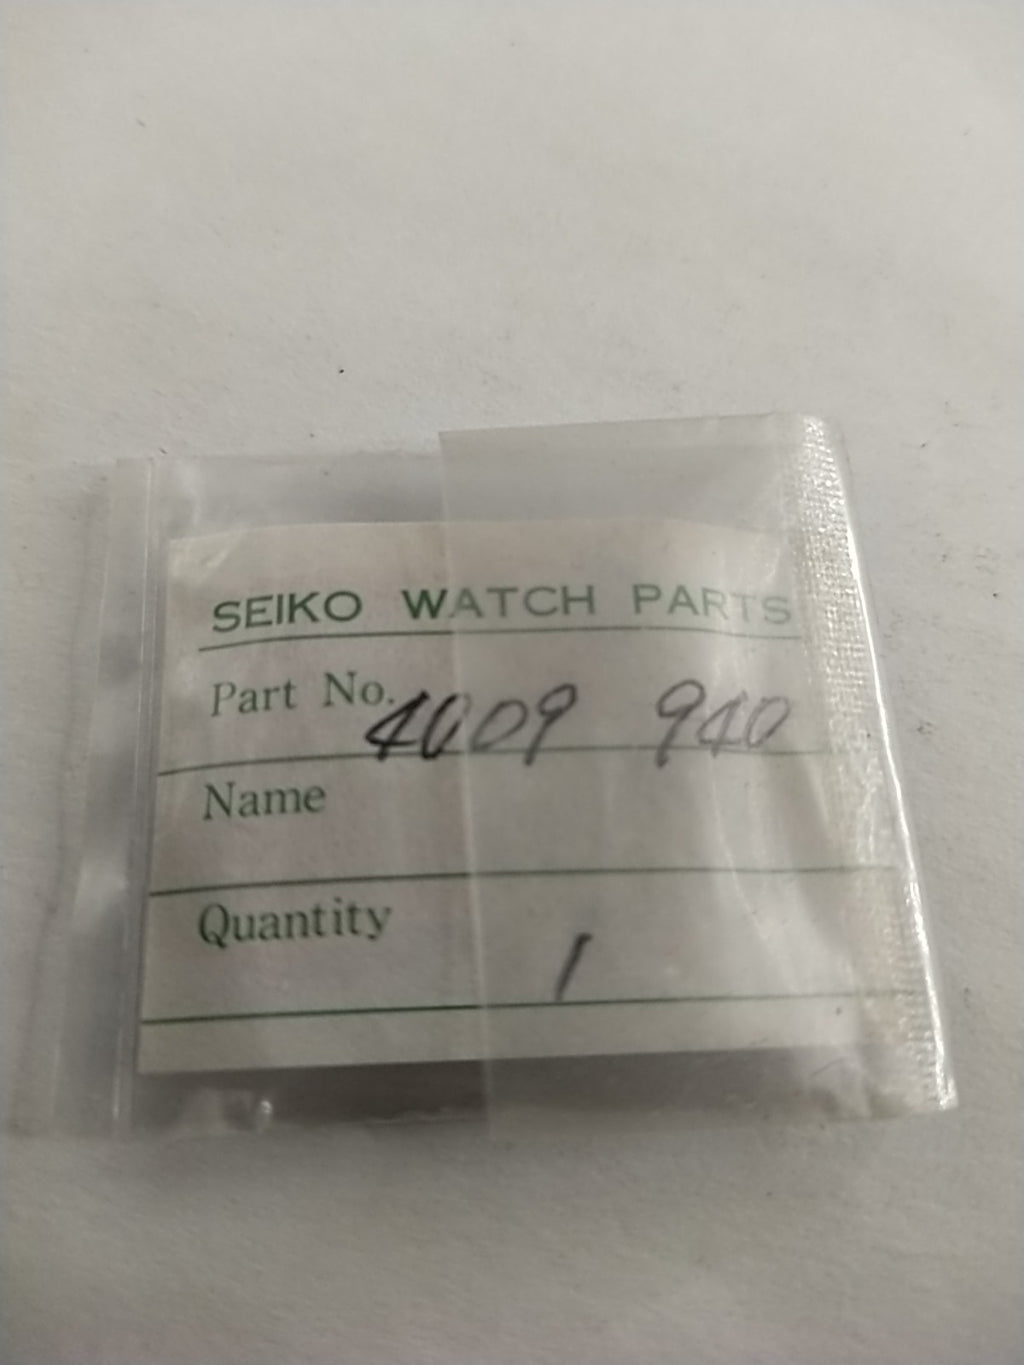 SEIKO WATCH PARTS
Part No. 4009 940
Name
Quantity 1